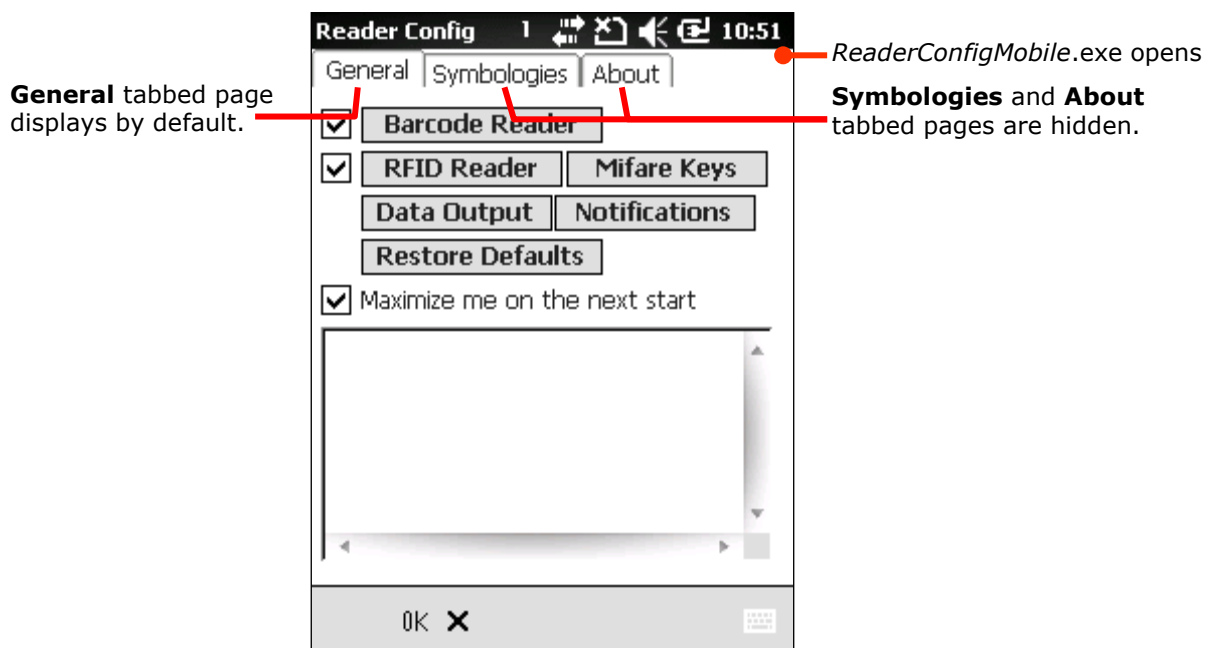 Reader Config 1 10:51
ReaderConfigMobile.exe opens
General Symbologies About
General tabbed page
displays by default.
Symbologies and About
tabbed pages are hidden.
Barcode Reader
RFID Reader Mifare Keys
Data Output Notifications
Restore Defaults
Maximize me on the next start
OK